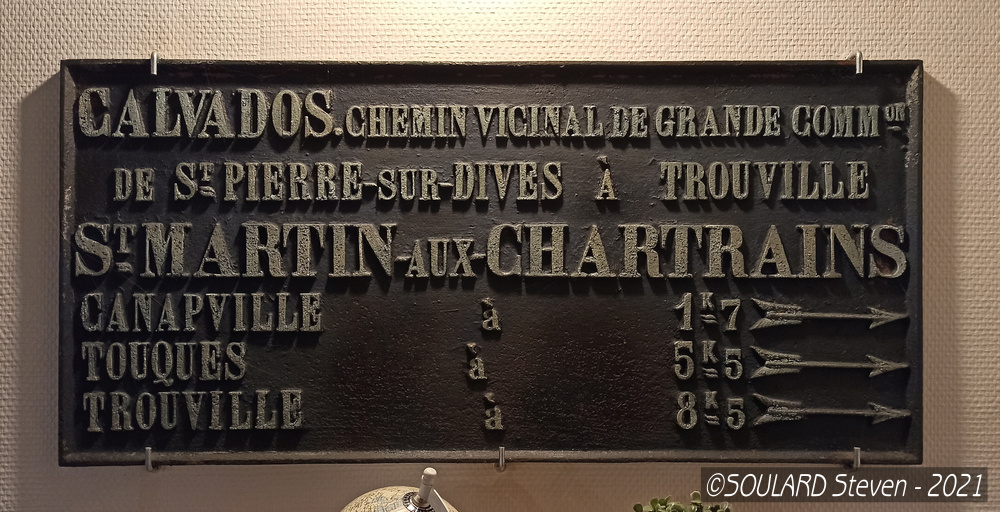 CALVADOS. CHEMIN VICINAL DE GRANDE COMMon
DE ST PIERRE-SUR-DIVES À TROUVILLE
ST MARTIN-AUX-CHARTRAINS
CANAPVILLE à 1K7
TOUQUES à 5K5
TROUVILLE à 8K5
©SOULARD Steven - 2021